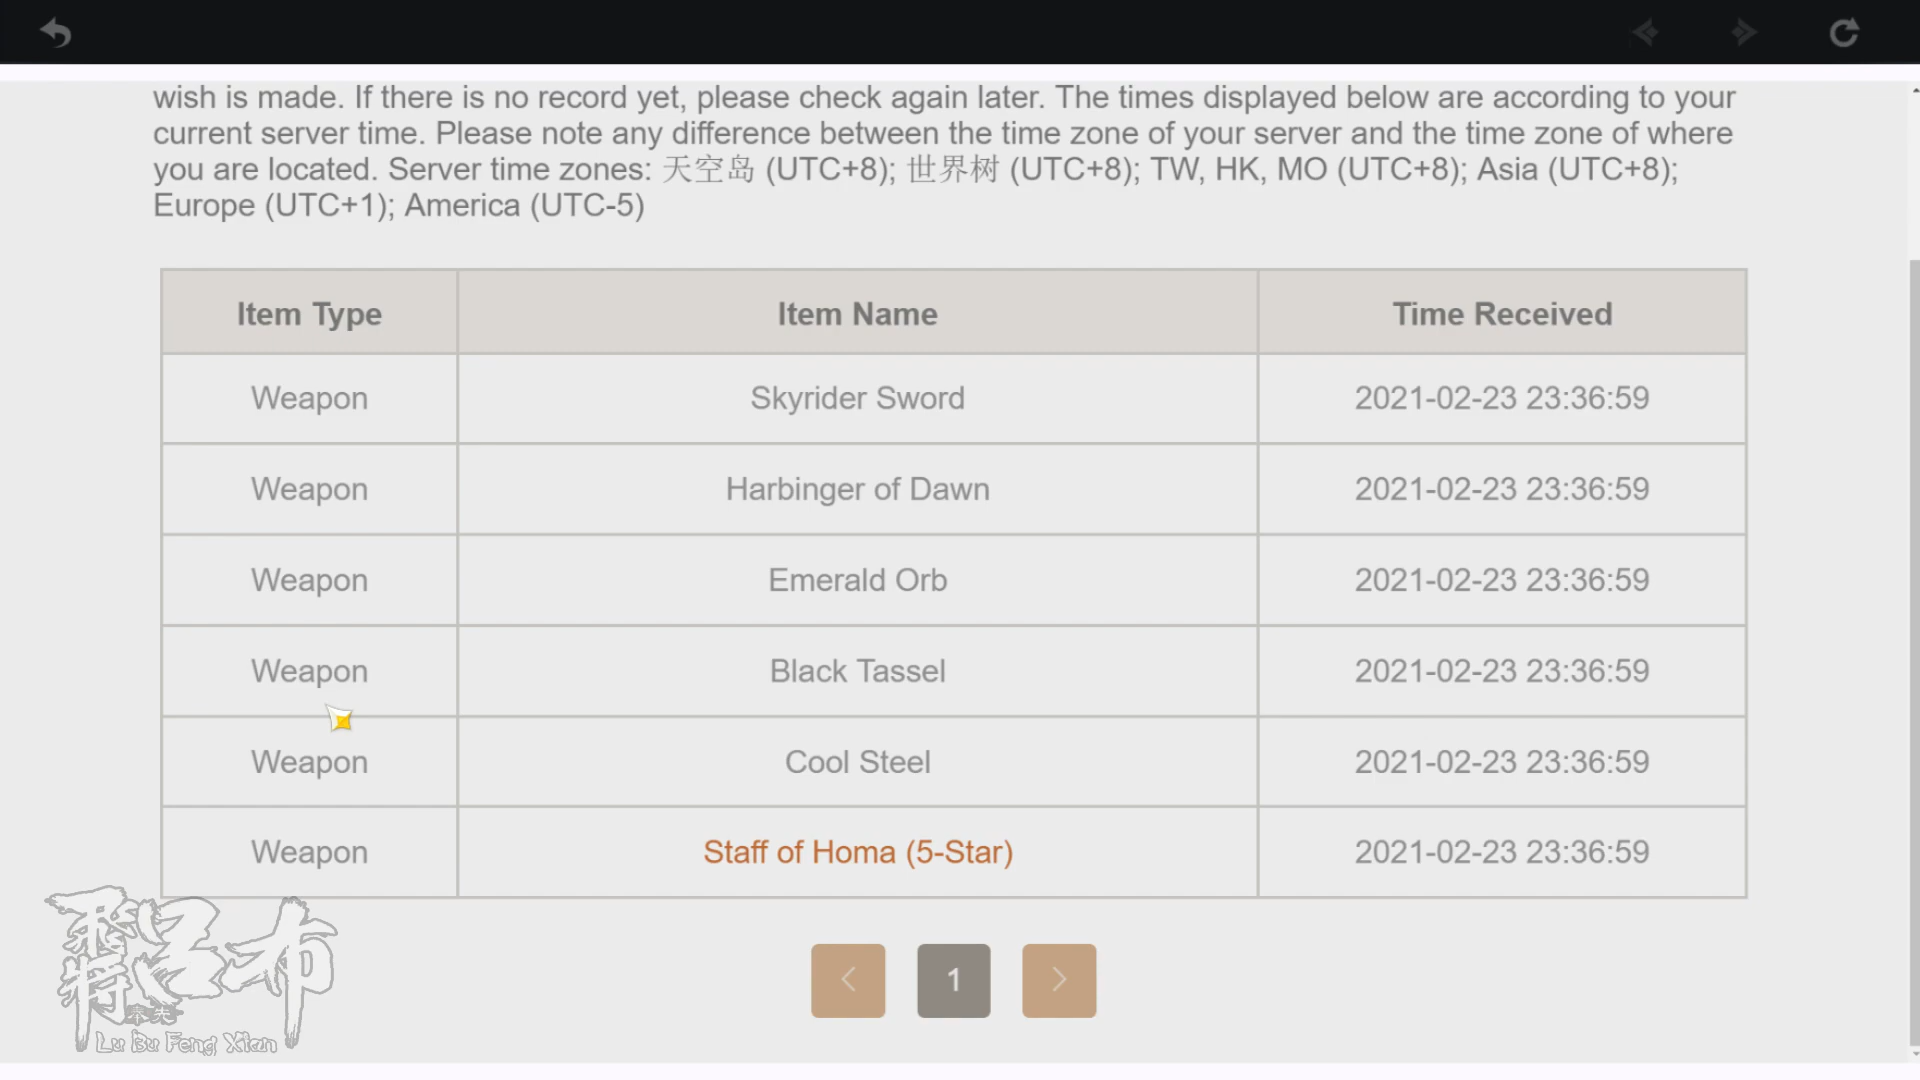 wish is made. If there is no record yet, please check again later. The times displayed below are according to your
current server time. Please note any difference between the time zone of your server and the time zone of where
you are located. Server time zones: 天空岛 (UTC+8); 世界树 (UTC+8); TW, HK, MO (UTC+8); Asia (UTC+8);
Europe (UTC+1); America (UTC-5)
Item Type Item Name Time Received
Weapon Skyrider Sword 2021-02-23 23:36:59
Weapon Harbinger of Dawn 2021-02-23 23:36:59
Weapon Emerald Orb 2021-02-23 23:36:59
Weapon Black Tassel 2021-02-23 23:36:59
Weapon Cool Steel 2021-02-23 23:36:59
Weapon Staff of Homa (5-Star) 2021-02-23 23:36:59
1
飛将呂布
奉先
Lu Bu Feng Xian